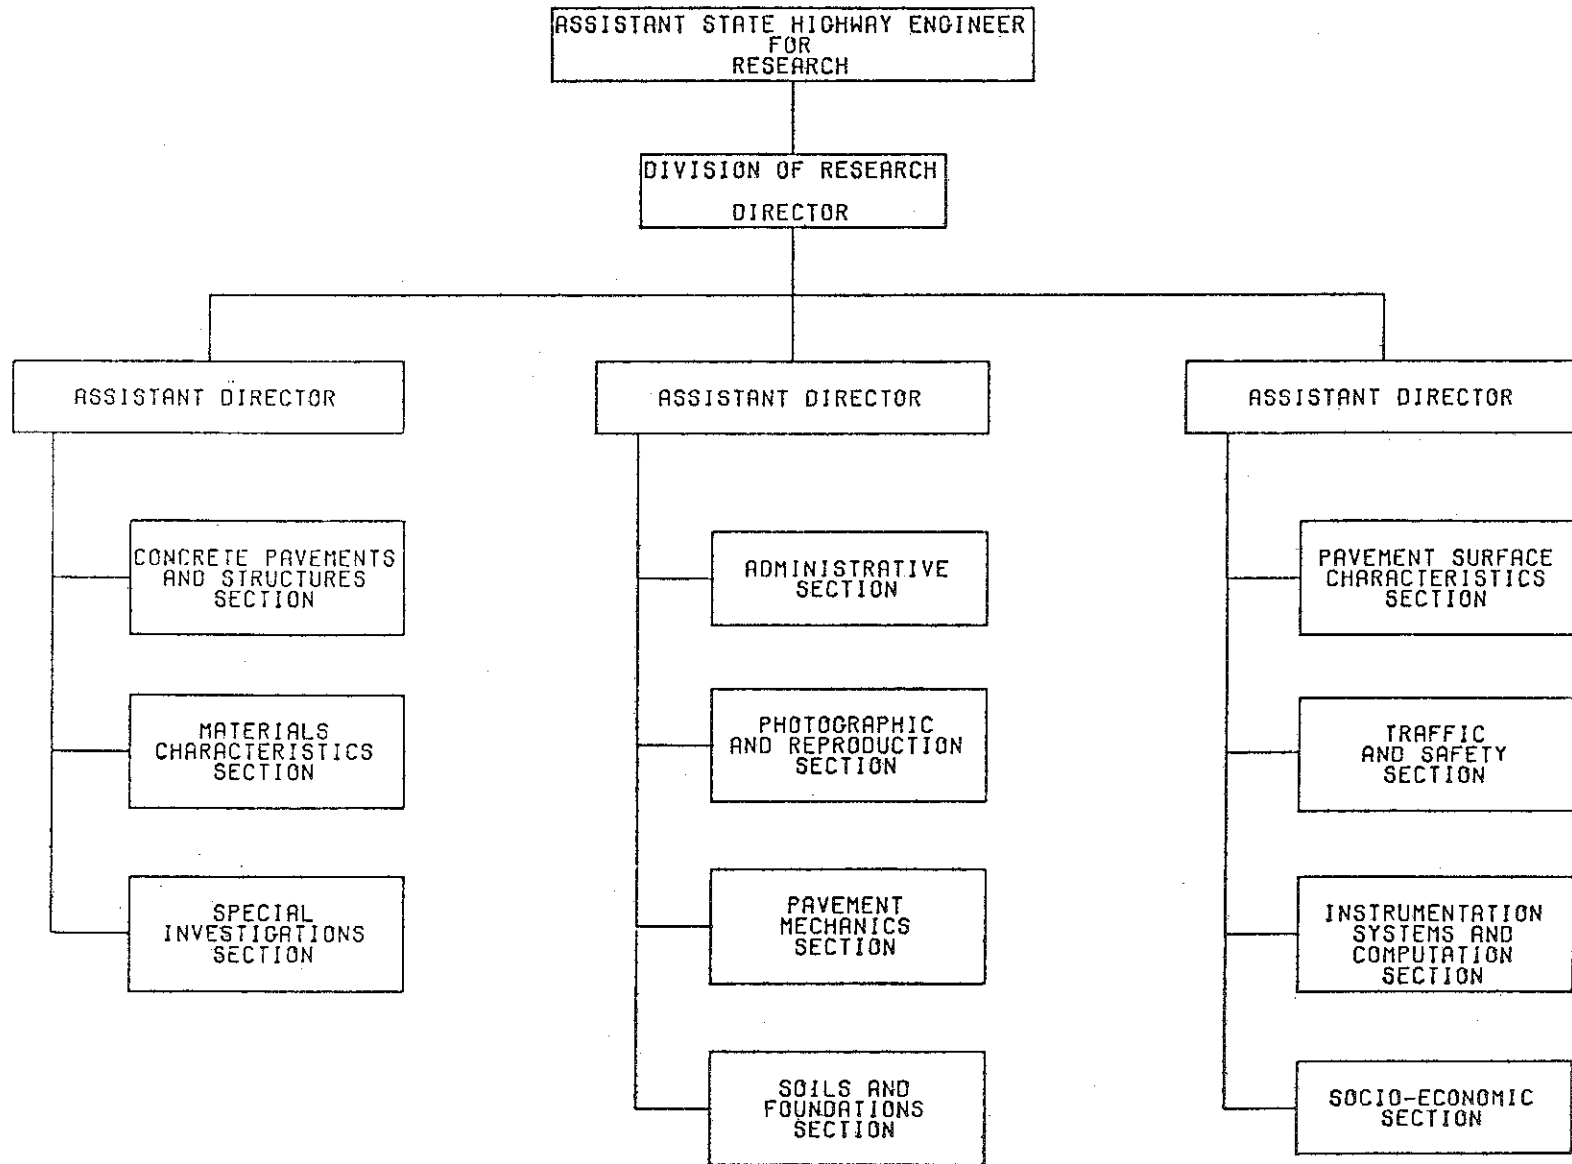 ASSISTANT STATE HIGHWAY ENGINEER
FOR
RESEARCH
DIVISION OF RESEARCH
DIRECTOR
ASSISTANT DIRECTOR
CONCRETE PAVEMENTS
AND STRUCTURES
SECTION
MATERIALS
CHARACTERISTICS
SECTION
SPECIAL
INVESTIGATIONS
SECTION
ASSISTANT DIRECTOR
ADMINISTRATIVE
SECTION
PHOTOGRAPHIC
AND REPRODUCTION
SECTION
PAVEMENT
MECHANICS
SECTION
SOILS AND
FOUNDATIONS
SECTION
ASSISTANT DIRECTOR
PAVEMENT SURFACE
CHARACTERISTICS
SECTION
TRAFFIC
AND SAFETY
SECTION
INSTRUMENTATION
SYSTEMS AND
COMPUTATION
SECTION
SOCIO-ECONOMIC
SECTION